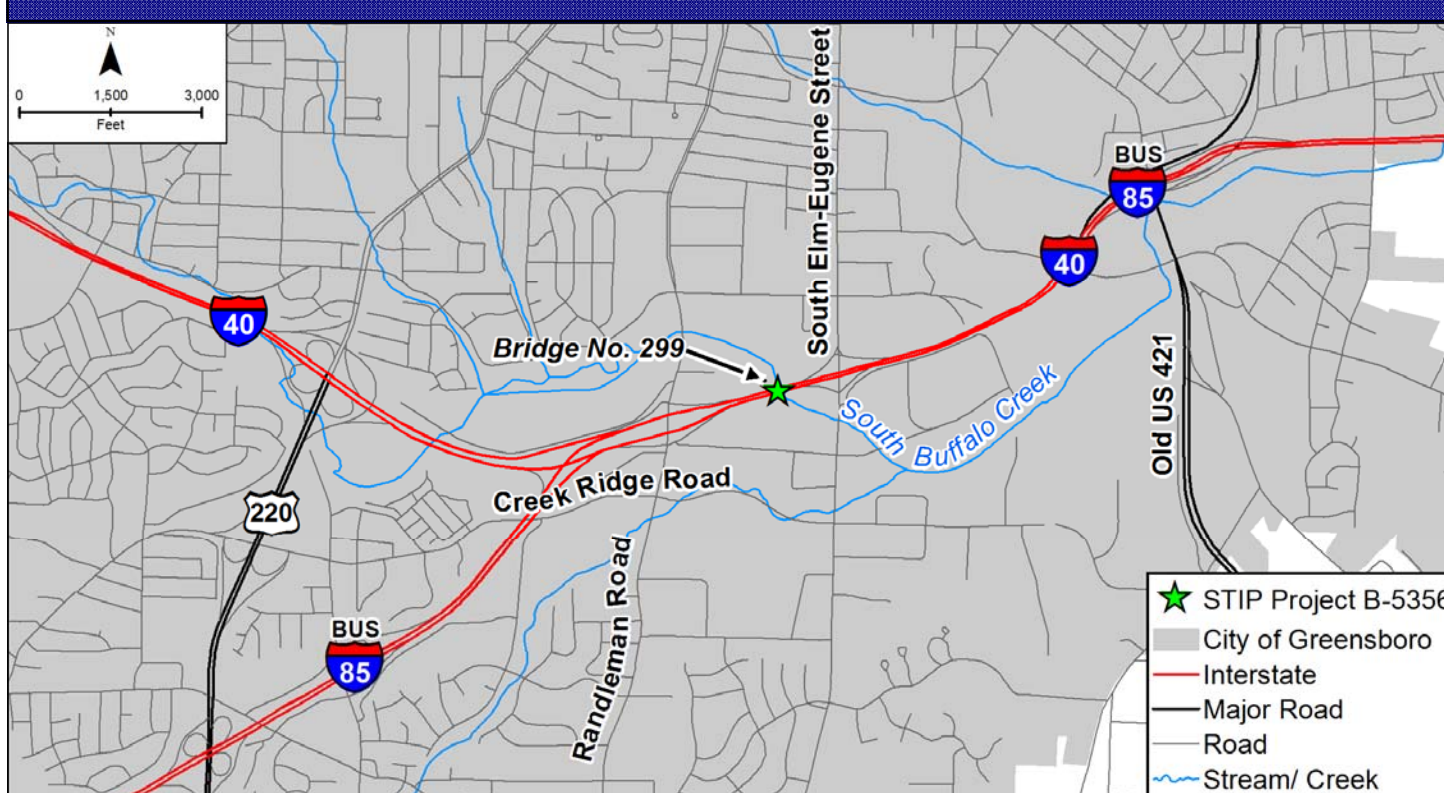 N
0 1,500 3,000
Feet
South Elm-Eugene Street
BUS
85
40
40
Bridge No. 299
South Buffalo Creek
Old US 421
Creek Ridge Road
220
Randleman Road
BUS
85
STIP Project B-5356
City of Greensboro
Interstate
Major Road
Road
Stream/ Creek